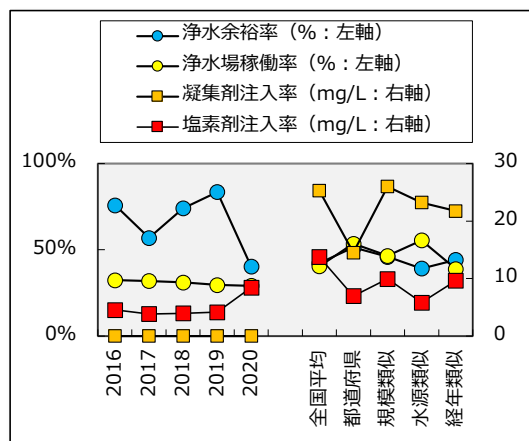 浄水余裕率（%：左軸）
浄水場稼働率（%：左軸）
凝集剤注入率（mg/L：右軸）
塩素剤注入率（mg/L：右軸）
100%
50%
0%
30
20
10
0
2016
2017
2018
2019
2020
全国平均
都道府県
規模類似
水源類似
経年類似